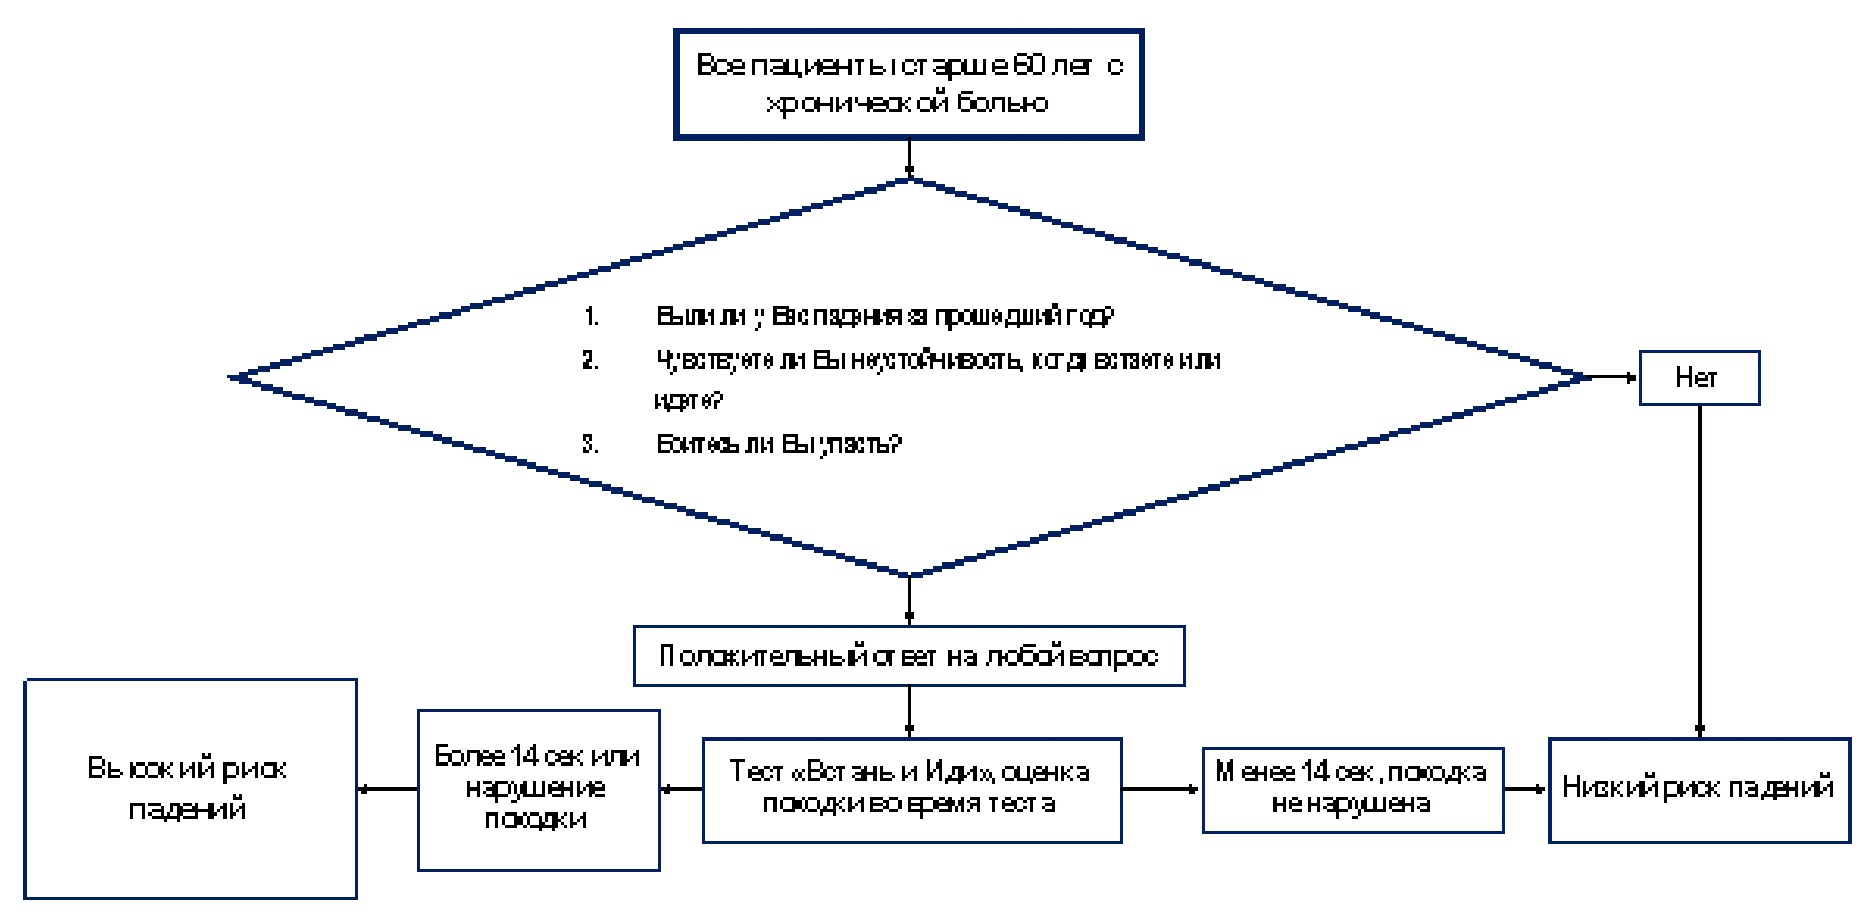 Все пациенты старше 60 лет с
хронической болью
1. Были ли у Вас падения за прошедший год?
2. Чувствуете ли Вы неустойчивость, когда встаете или
идете?
3. Боитесь ли Вы упасть?
Нет
Положительный ответ на любой вопрос
Высокий риск
падений
Более 14 сек или
нарушение
походки
Тест «Встань и Иди», оценка
походки во время теста
Менее 14 сек, походка
не нарушена
Низкий риск падений